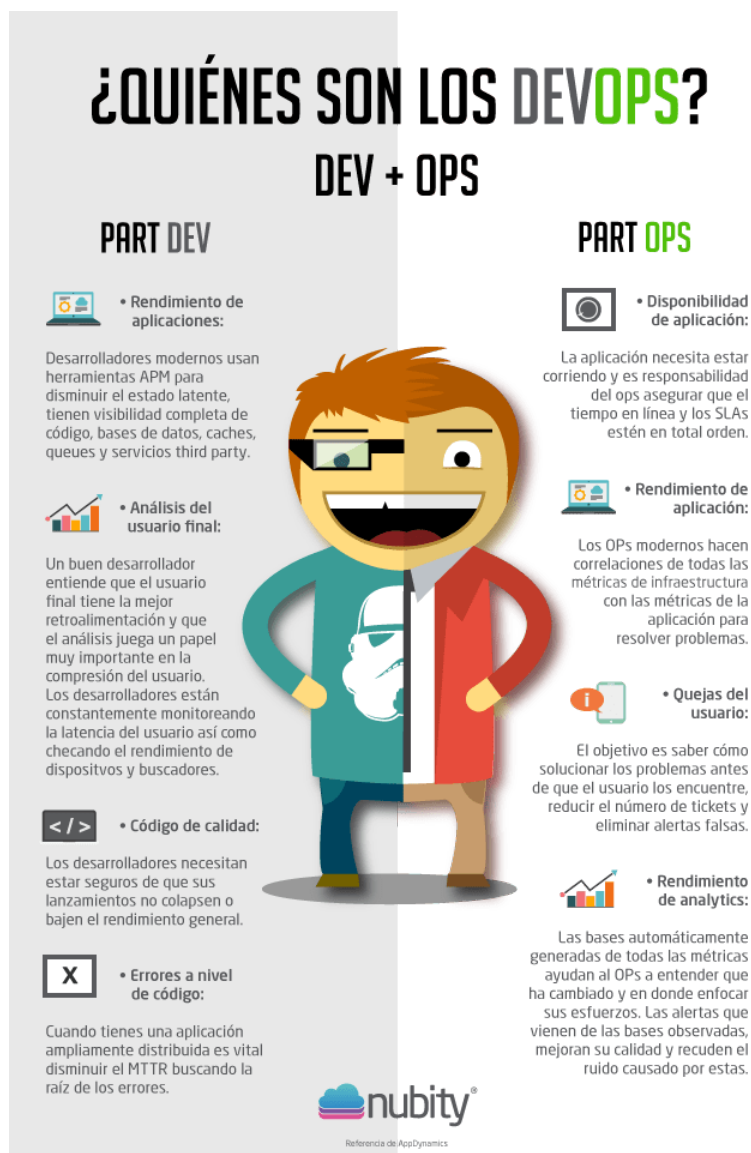 ¿QUIÉNES SON LOS DEVOPS?
DEV + OPS
PART DEV
• Rendimiento de
aplicaciones:
Desarrolladores modernos usan
herramientas APM para
disminuir el estado latente,
tienen visibilidad completa de
código, bases de datos, caches,
queues y servicios third party.
• Análisis del
usuario final:
Un buen desarrollador
entiende que el usuario
final tiene la mejor
retroalimentación y que
el análisis juega un papel
muy importante en la
compresión del usuario.
Los desarrolladores están
constantemente monitoreando
la latencia del usuario así como
checando el rendimiento de
dispositvos y buscadores.
</>
• Código de calidad:
Los desarrolladores necesitan
estar seguros de que sus
lanzamientos no colapsen o
bajen el rendimiento general.
X
• Errores a nivel
de código:
Cuando tienes una aplicación
ampliamente distribuida es vital
disminuir el MTTR buscando la
raíz de los errores.
PART OPS
• Disponibilidad
de aplicación:
La aplicación necesita estar
corriendo y es responsabilidad
del ops asegurar que el
tiempo en línea y los SLAs
estén en total orden.
• Rendimiento de
aplicación:
Los OPs modernos hacen
correlaciones de todas las
métricas de infraestructura
con las métricas de la
aplicación para
resolver problemas.
i
• Quejas del
usuario:
El objetivo es saber cómo
solucionar los problemas antes
de que el usuario los encuentre,
reducir el número de tickets y
eliminar alertas falsas.
• Rendimiento
de analytics:
Las bases automáticamente
generadas de todas las métricas
ayudan al OPs a entender que
ha cambiado y en donde enfocar
sus esfuerzos. Las alertas que
vienen de las bases observadas,
mejoran su calidad y recuden el
ruido causado por estas.
nubity®
Referencia de AppDynamics